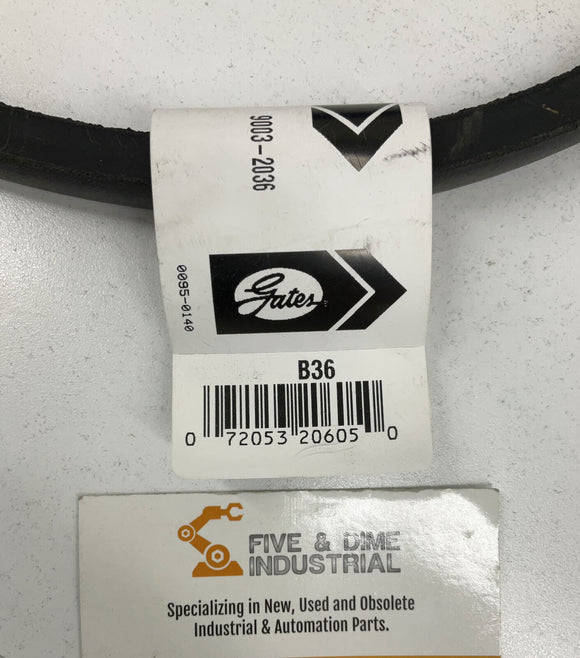 9003-2036
0095-0140
Gates
B36
0 72053 20605 0
FIVE & DIME
INDUSTRIAL
Specializing in New, Used and Obsolete
Industrial & Automation Parts.